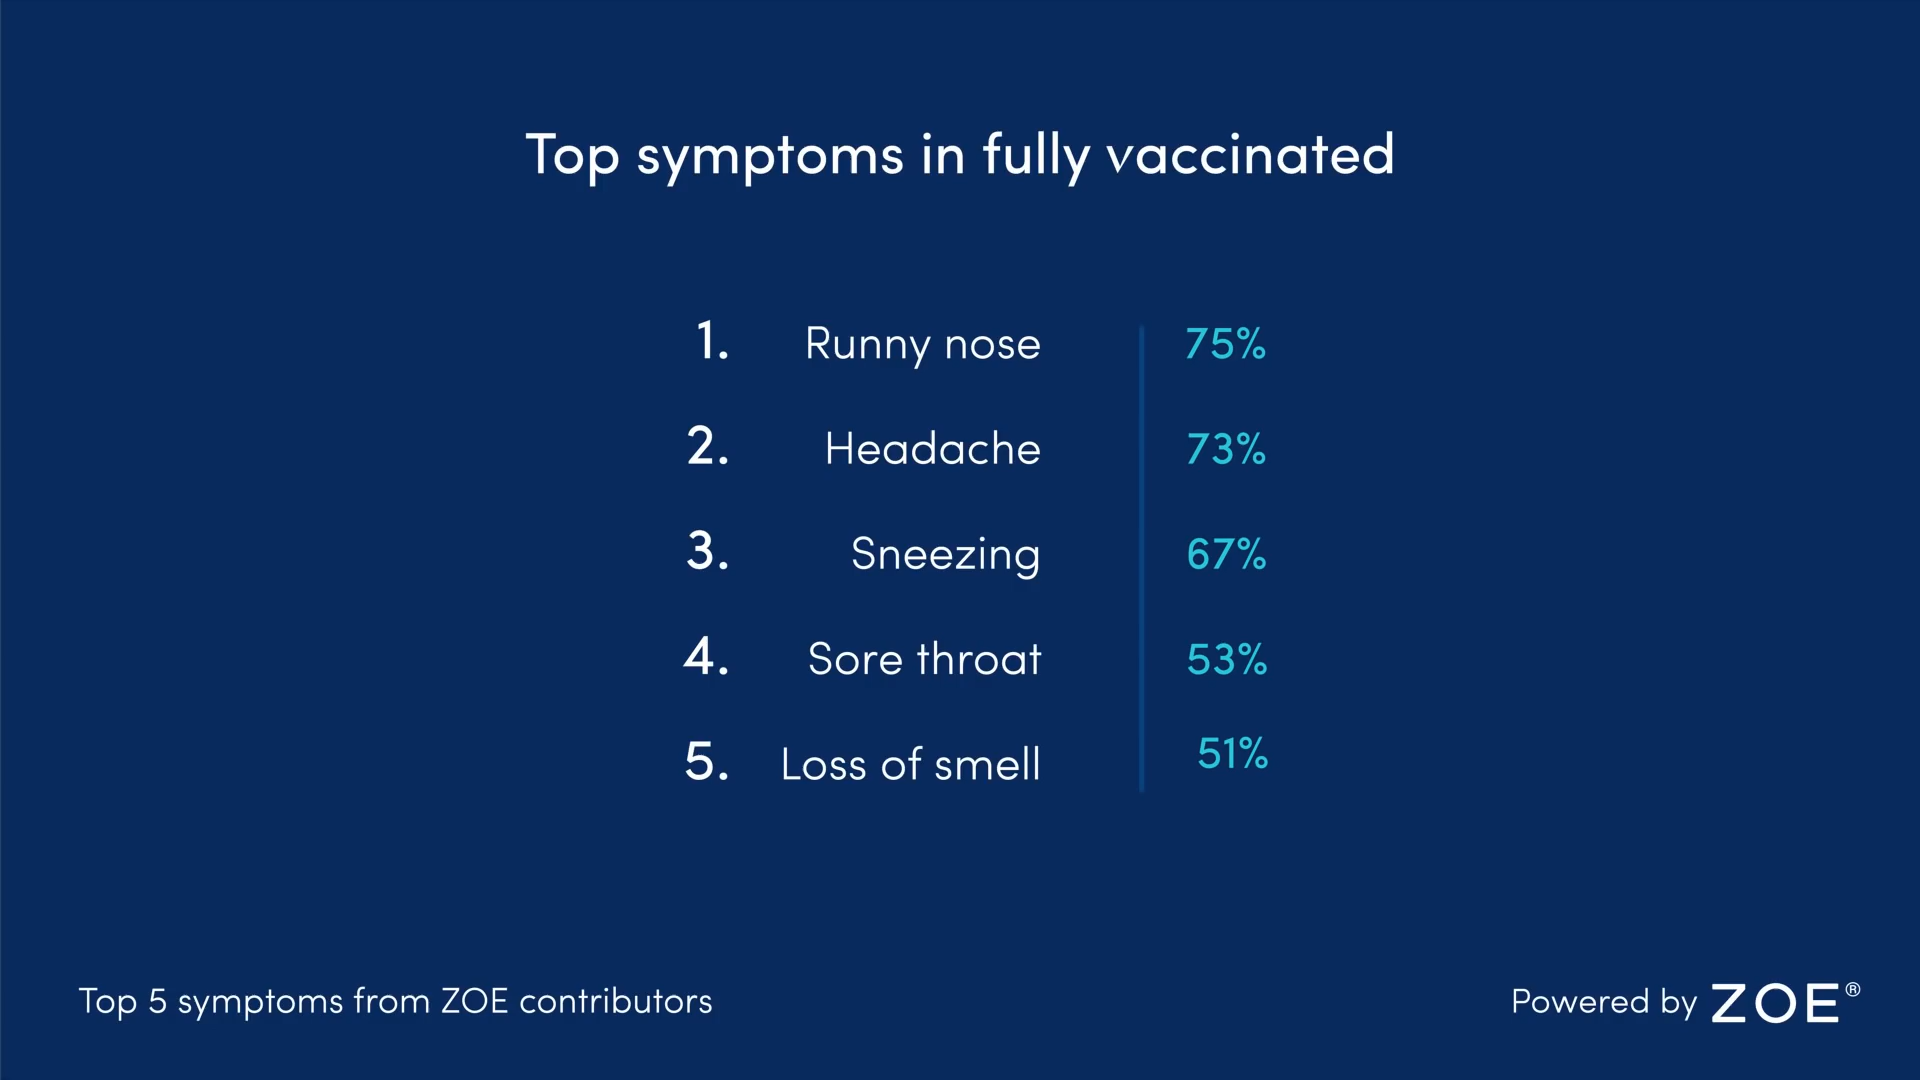 Top symptoms in fully vaccinated
1. Runny nose 75%
2. Headache 73%
3. Sneezing 67%
4. Sore throat 53%
5. Loss of smell 51%
Top 5 symptoms from ZOE contributors
Powered by ZOE®